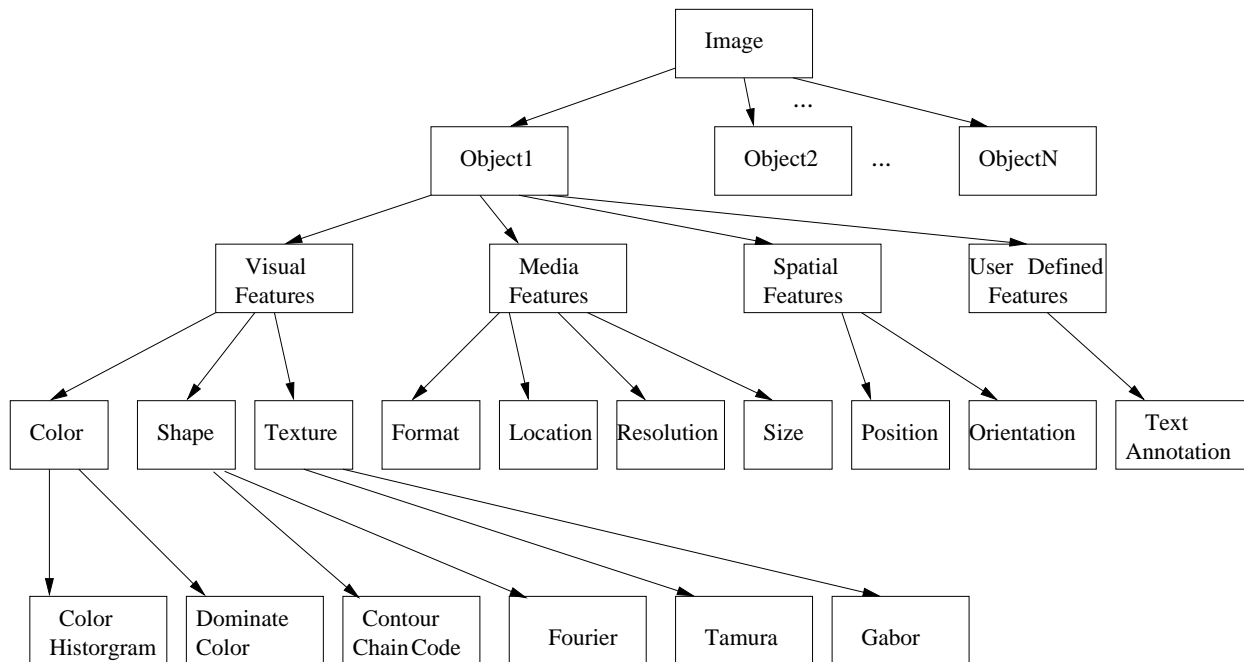 Image
...
Object1
Object2
...
ObjectN
Visual
Features
Media
Features
Spatial
Features
User Defined
Features
Color
Shape
Texture
Format
Location
Resolution
Size
Position
Orientation
Text
Annotation
Color
Historgram
Dominate
Color
Contour
Chain Code
Fourier
Tamura
Gabor